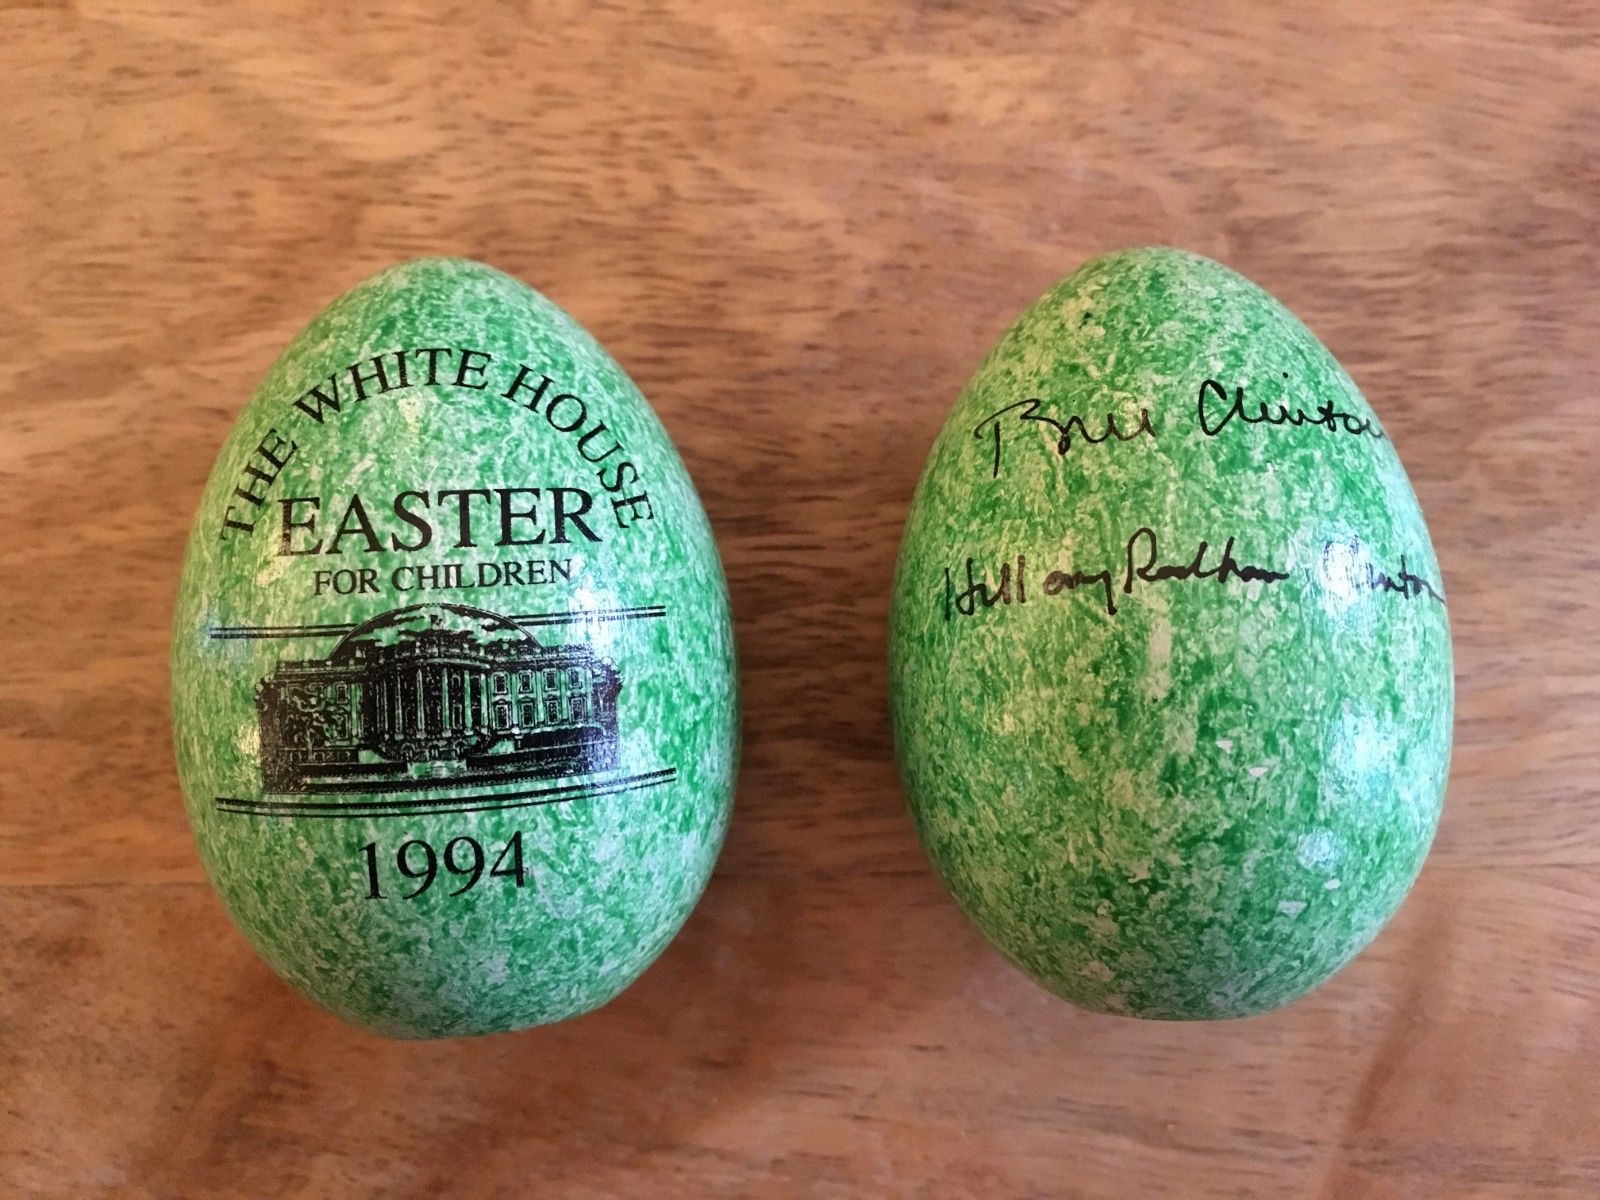 THE WHITE HOUSE
EASTER
FOR CHILDREN
1994
Bill Clinton
Hillary Rodham Clinton